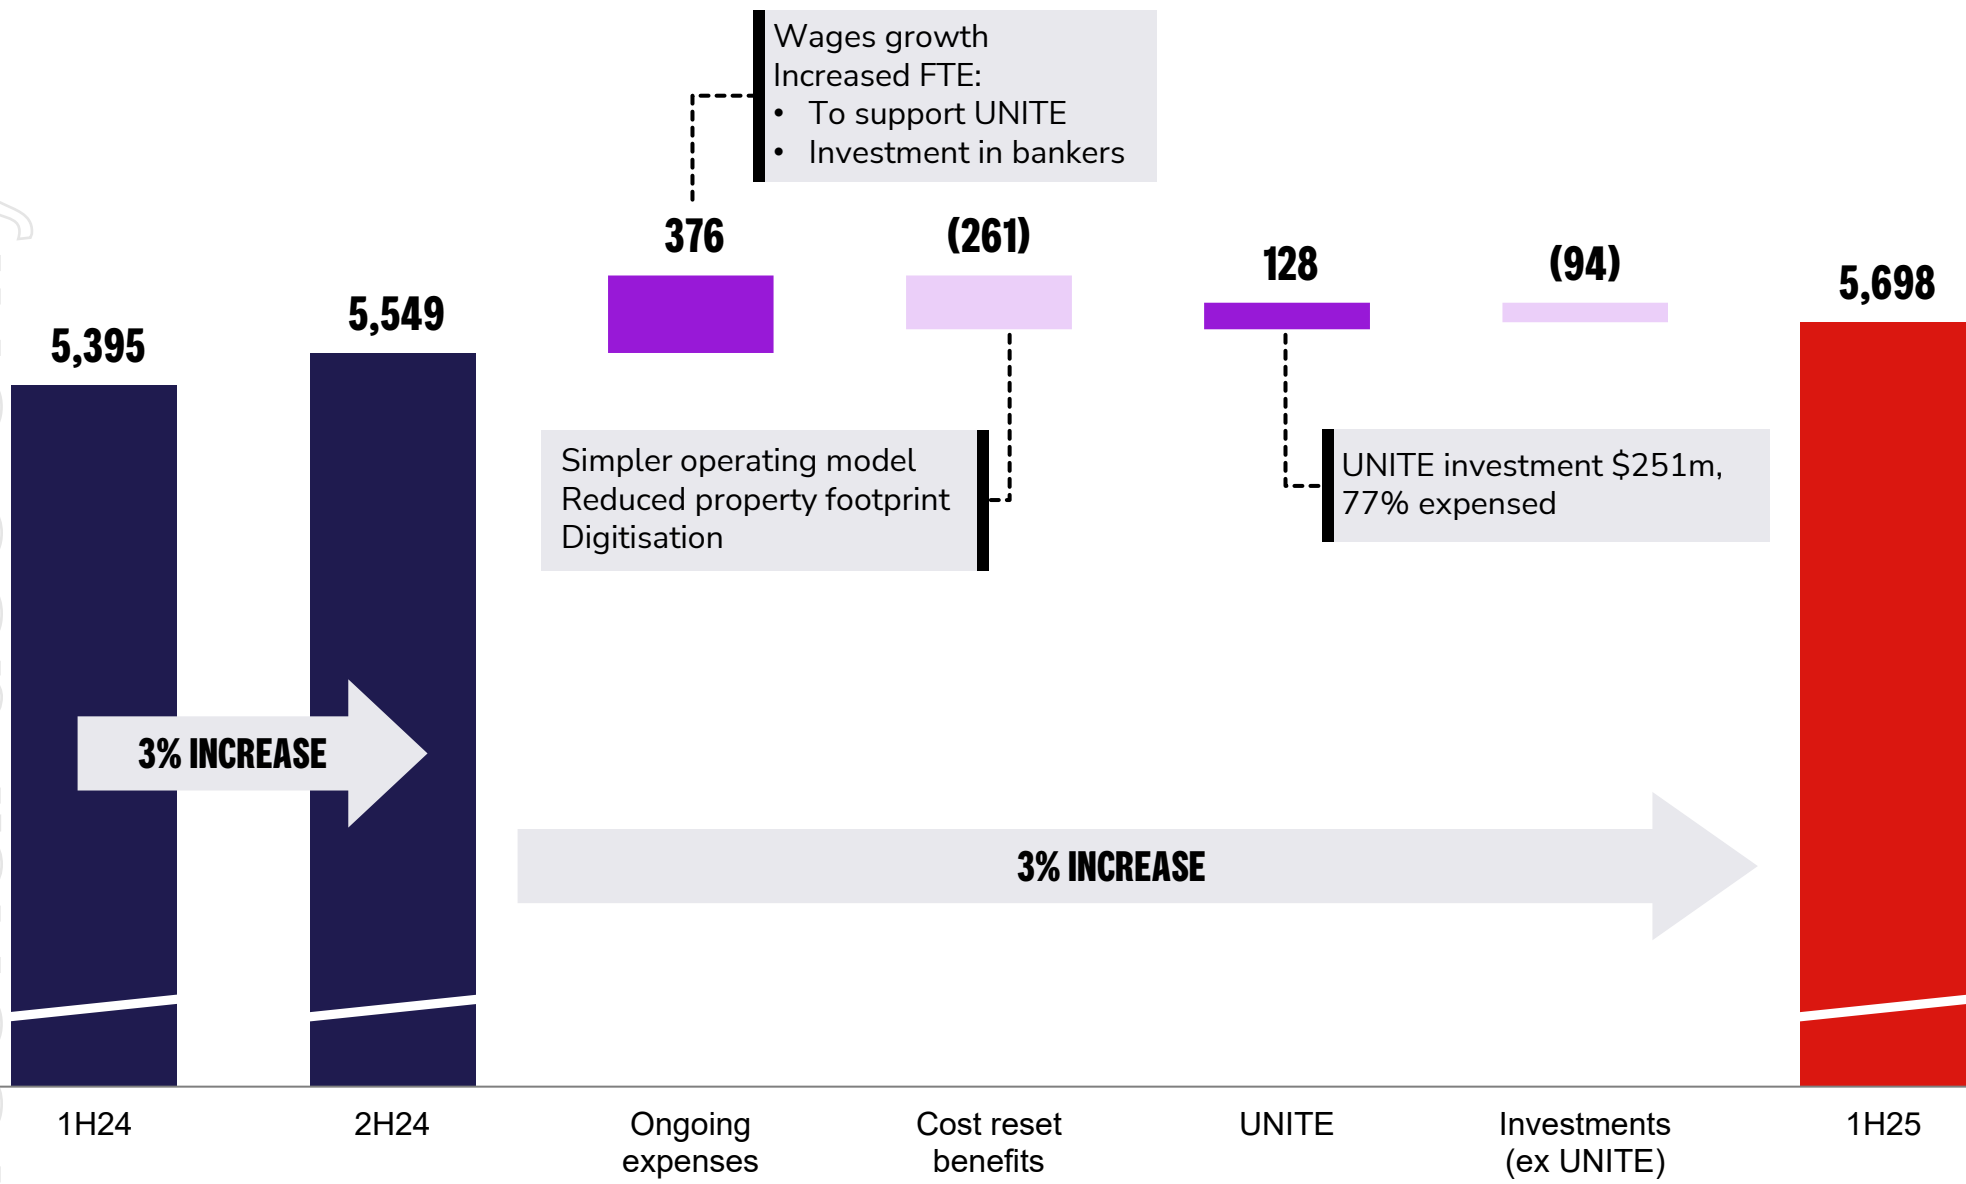 Wages growth
Increased FTE:
• To support UNITE
• Investment in bankers
376
(261)
128
(94)
5,698
5,549
5,395
Simpler operating model
Reduced property footprint
Digitisation
UNITE investment $251m,
77% expensed
3% INCREASE
3% INCREASE
1H24
2H24
Ongoing
expenses
Cost reset
benefits
UNITE
Investments
(ex UNITE)
1H25